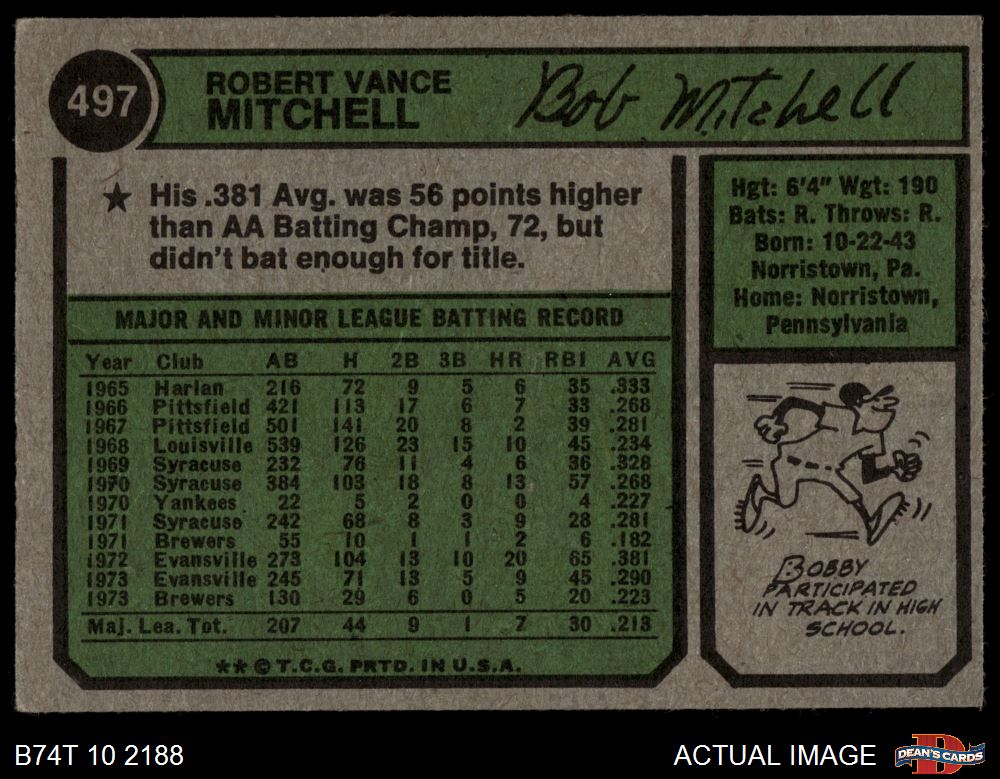 497
ROBERT VANCE
MITCHELL
Bob Mitchell
★ His .381 Avg. was 56 points higher
than AA Batting Champ, 72, but
didn't bat enough for title.
Hgt: 6'4" Wgt: 190
Bats: R. Throws: R.
Born: 10-22-43
Norristown, Pa.
Home: Norristown,
Pennsylvania
MAJOR AND MINOR LEAGUE BATTING RECORD
Year Club AB H 2B 3B HR RBI AVG
1965 Harlan 216 72 9 5 6 35 .333
1966 Pittsfield 421 113 17 6 7 33 .268
1967 Pittsfield 501 141 20 8 2 39 .281
1968 Louisville 539 126 23 15 10 45 .234
1969 Syracuse 232 76 11 4 6 36 .328
1970 Syracuse 384 103 18 8 13 57 .268
1970 Yankees 22 5 2 0 0 4 .227
1971 Syracuse 242 68 8 3 9 28 .281
1971 Brewers 55 10 1 1 2 6 .182
1972 Evansville 273 104 13 10 20 65 .381
1973 Evansville 245 71 13 5 9 45 .290
1973 Brewers 130 29 6 0 5 20 .223
Maj. Lea. Tot. 207 44 9 1 7 30 .213
**©T.C.G. PRTD. IN U.S.A.
BOBBY
PARTICIPATED
IN TRACK IN HIGH
SCHOOL.
B74T 10 2188
ACTUAL IMAGE
DEAN'S CARDS